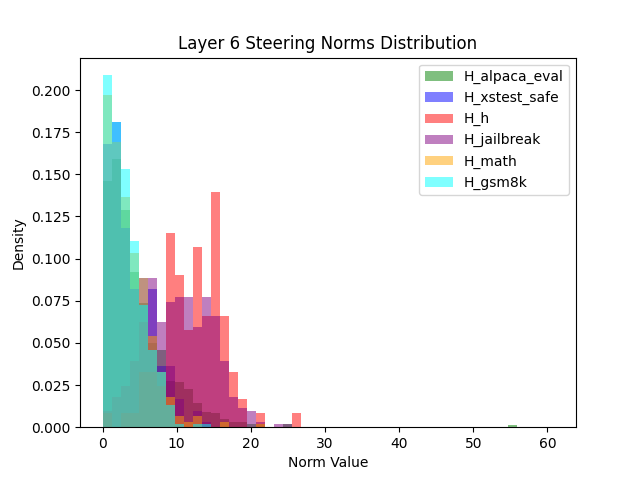 Layer 6 Steering Norms Distribution
H_alpaca_eval
H_xstest_safe
H_h
H_jailbreak
H_math
H_gsm8k
0.200
0.175
0.150
0.125
0.100
0.075
0.050
0.025
0.000
Density
0 10 20 30 40 50 60
Norm Value